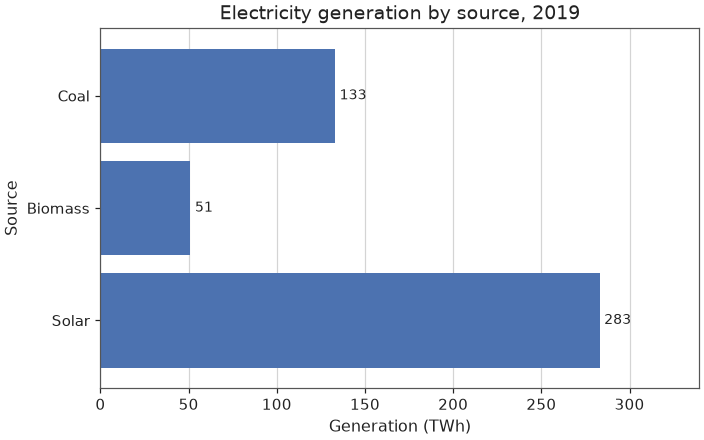 Electricity generation by source, 2019
Source
Coal
133
Biomass
51
Solar
283
0 50 100 150 200 250 300
Generation (TWh)